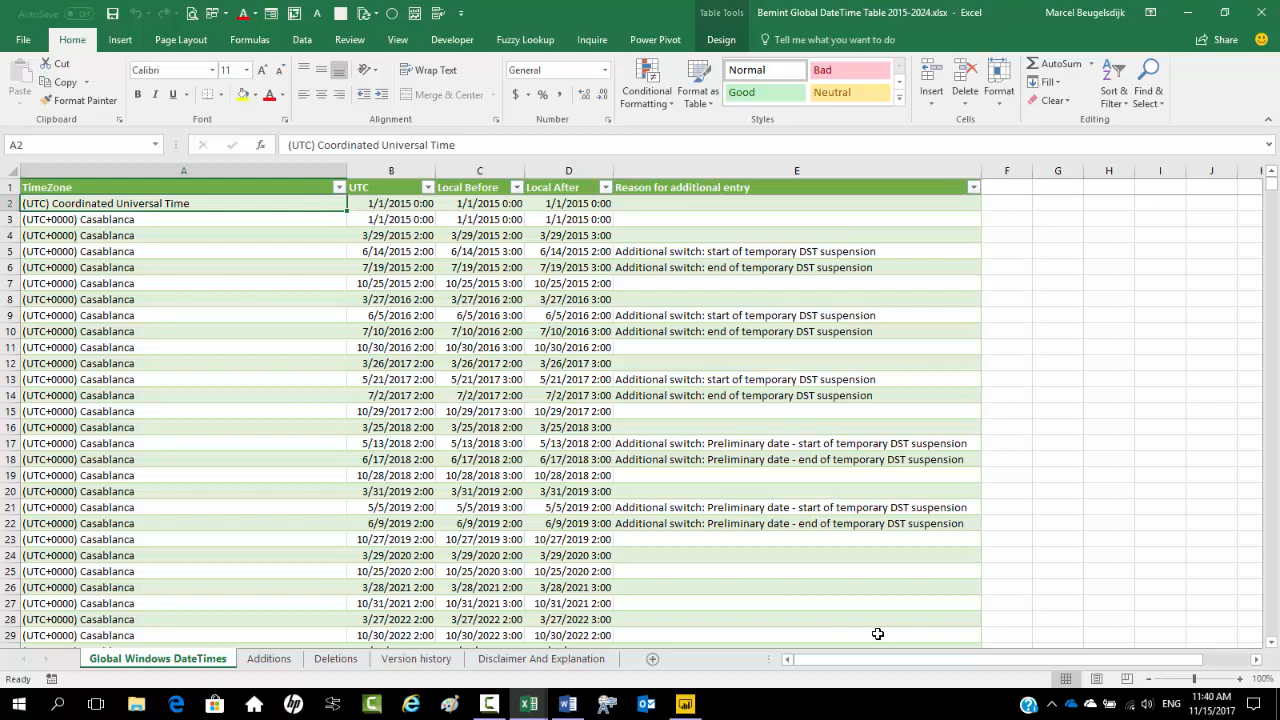 AutoSave Off Table Tools Bemint Global DateTime Table 2015-2024.xlsx - Excel Marcel Beugelsdijk
File Home Insert Page Layout Formulas Data Review View Developer Fuzzy Lookup Inquire Power Pivot Design Tell me what you want to do Share
Paste Cut Copy Format Painter Calibri 11 Wrap Text Merge & Center General Conditional Formatting Format as Table Normal Bad Good Neutral Insert Delete Format AutoSum Fill Clear Sort & Filter Find & Select
Clipboard Font Alignment Number Styles Cells Editing
A2 (UTC) Coordinated Universal Time
A B C D E F G H I J K L
1 TimeZone UTC Local Before Local After Reason for additional entry
2 (UTC) Coordinated Universal Time 1/1/2015 0:00 1/1/2015 0:00 1/1/2015 0:00
3 (UTC+0000) Casablanca 1/1/2015 0:00 1/1/2015 0:00 1/1/2015 0:00
4 (UTC+0000) Casablanca 3/29/2015 2:00 3/29/2015 2:00 3/29/2015 3:00
5 (UTC+0000) Casablanca 6/14/2015 2:00 6/14/2015 3:00 6/14/2015 2:00 Additional switch: start of temporary DST suspension
6 (UTC+0000) Casablanca 7/19/2015 2:00 7/19/2015 2:00 7/19/2015 3:00 Additional switch: end of temporary DST suspension
7 (UTC+0000) Casablanca 10/25/2015 2:00 10/25/2015 3:00 10/25/2015 2:00
8 (UTC+0000) Casablanca 3/27/2016 2:00 3/27/2016 2:00 3/27/2016 3:00
9 (UTC+0000) Casablanca 6/5/2016 2:00 6/5/2016 3:00 6/5/2016 2:00 Additional switch: start of temporary DST suspension
10 (UTC+0000) Casablanca 7/10/2016 2:00 7/10/2016 2:00 7/10/2016 3:00 Additional switch: end of temporary DST suspension
11 (UTC+0000) Casablanca 10/30/2016 2:00 10/30/2016 3:00 10/30/2016 2:00
12 (UTC+0000) Casablanca 3/26/2017 2:00 3/26/2017 2:00 3/26/2017 3:00
13 (UTC+0000) Casablanca 5/21/2017 2:00 5/21/2017 3:00 5/21/2017 2:00 Additional switch: start of temporary DST suspension
14 (UTC+0000) Casablanca 7/2/2017 2:00 7/2/2017 2:00 7/2/2017 3:00 Additional switch: end of temporary DST suspension
15 (UTC+0000) Casablanca 10/29/2017 2:00 10/29/2017 3:00 10/29/2017 2:00
16 (UTC+0000) Casablanca 3/25/2018 2:00 3/25/2018 2:00 3/25/2018 3:00
17 (UTC+0000) Casablanca 5/13/2018 2:00 5/13/2018 3:00 5/13/2018 2:00 Additional switch: Preliminary date - start of temporary DST suspension
18 (UTC+0000) Casablanca 6/17/2018 2:00 6/17/2018 2:00 6/17/2018 3:00 Additional switch: Preliminary date - end of temporary DST suspension
19 (UTC+0000) Casablanca 10/28/2018 2:00 10/28/2018 3:00 10/28/2018 2:00
20 (UTC+0000) Casablanca 3/31/2019 2:00 3/31/2019 2:00 3/31/2019 3:00
21 (UTC+0000) Casablanca 5/5/2019 2:00 5/5/2019 3:00 5/5/2019 2:00 Additional switch: Preliminary date - start of temporary DST suspension
22 (UTC+0000) Casablanca 6/9/2019 2:00 6/9/2019 2:00 6/9/2019 3:00 Additional switch: Preliminary date - end of temporary DST suspension
23 (UTC+0000) Casablanca 10/27/2019 2:00 10/27/2019 3:00 10/27/2019 2:00
24 (UTC+0000) Casablanca 3/29/2020 2:00 3/29/2020 2:00 3/29/2020 3:00
25 (UTC+0000) Casablanca 10/25/2020 2:00 10/25/2020 3:00 10/25/2020 2:00
26 (UTC+0000) Casablanca 3/28/2021 2:00 3/28/2021 2:00 3/28/2021 3:00
27 (UTC+0000) Casablanca 10/31/2021 2:00 10/31/2021 3:00 10/31/2021 2:00
28 (UTC+0000) Casablanca 3/27/2022 2:00 3/27/2022 2:00 3/27/2022 3:00
29 (UTC+0000) Casablanca 10/30/2022 2:00 10/30/2022 3:00 10/30/2022 2:00
Global Windows DateTimes Additions Deletions Version history Disclaimer And Explanation
Ready 100%
ENG 11:40 AM
11/15/2017